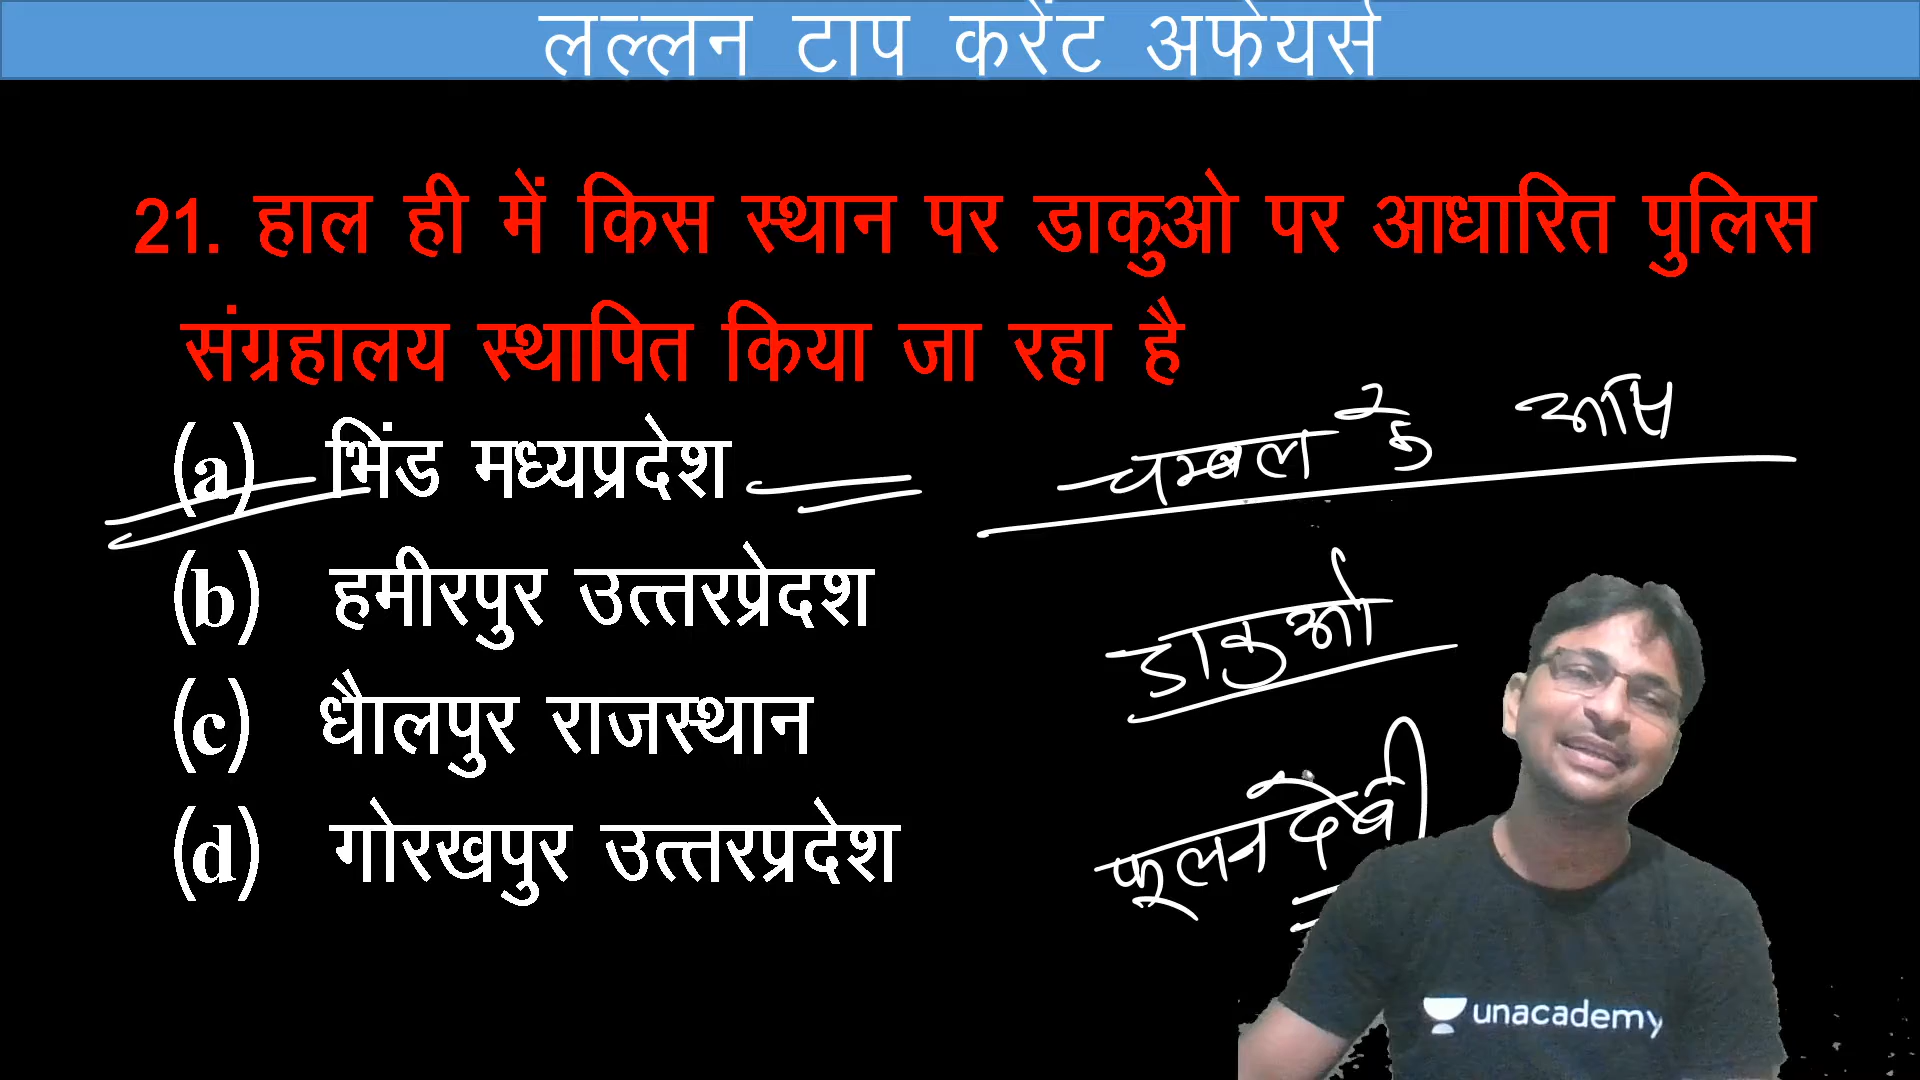 लल्लन टाप करेंट अफेयर्स
21. हाल ही में किस स्थान पर डाकुओ पर आधारित पुलिस
संग्रहालय स्थापित किया जा रहा है
(a) भिंड मध्यप्रदेश
चम्बल के
(b) हमीरपुर उत्तरप्रेदश
डाकुओ
(c) धौालपुर राजस्थान
(d) गोरखपुर उत्तरप्रदेश
फूलन देवी
unacademy